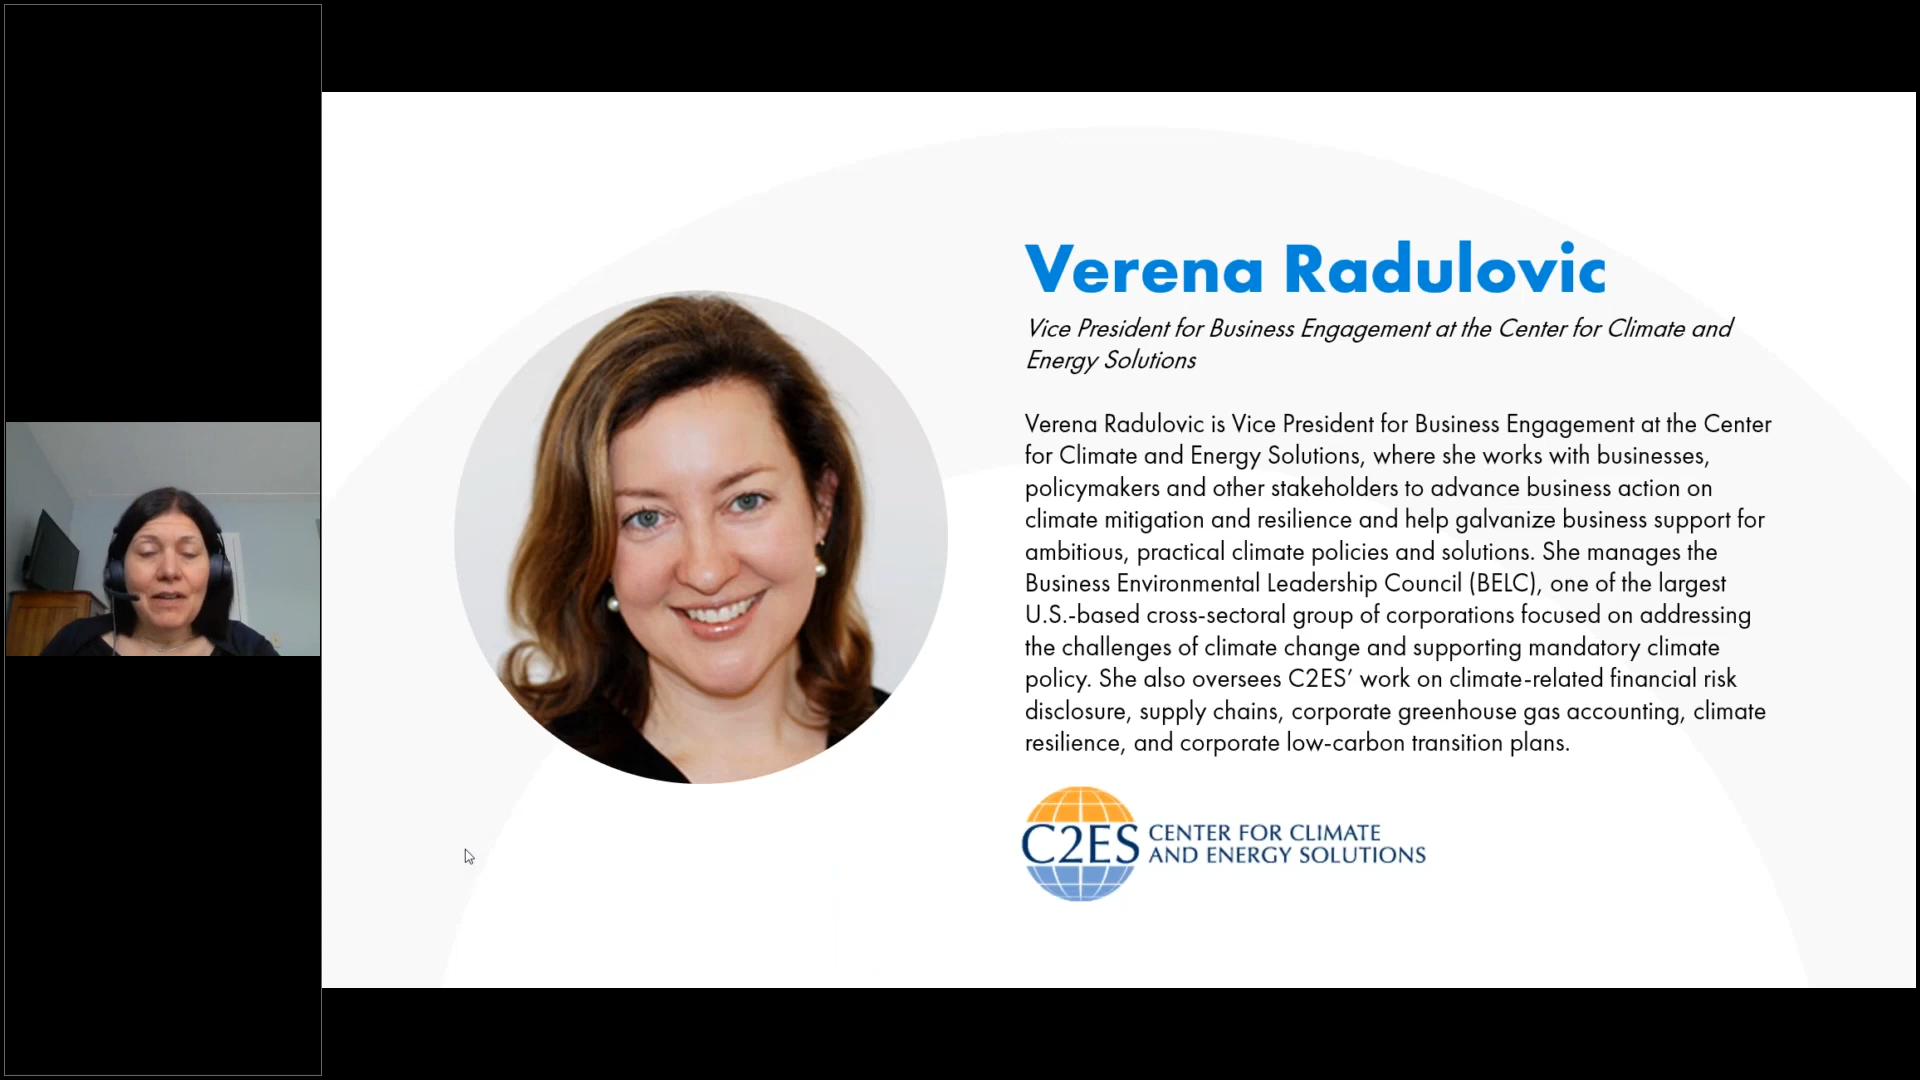 Verena Radulovic
Vice President for Business Engagement at the Center for Climate and
Energy Solutions
Verena Radulovic is Vice President for Business Engagement at the Center
for Climate and Energy Solutions, where she works with businesses,
policymakers and other stakeholders to advance business action on
climate mitigation and resilience and help galvanize business support for
ambitious, practical climate policies and solutions. She manages the
Business Environmental Leadership Council (BELC), one of the largest
U.S.-based cross-sectoral group of corporations focused on addressing
the challenges of climate change and supporting mandatory climate
policy. She also oversees C2ES’ work on climate-related financial risk
disclosure, supply chains, corporate greenhouse gas accounting, climate
resilience, and corporate low-carbon transition plans.
C2ES
CENTER FOR CLIMATE
AND ENERGY SOLUTIONS